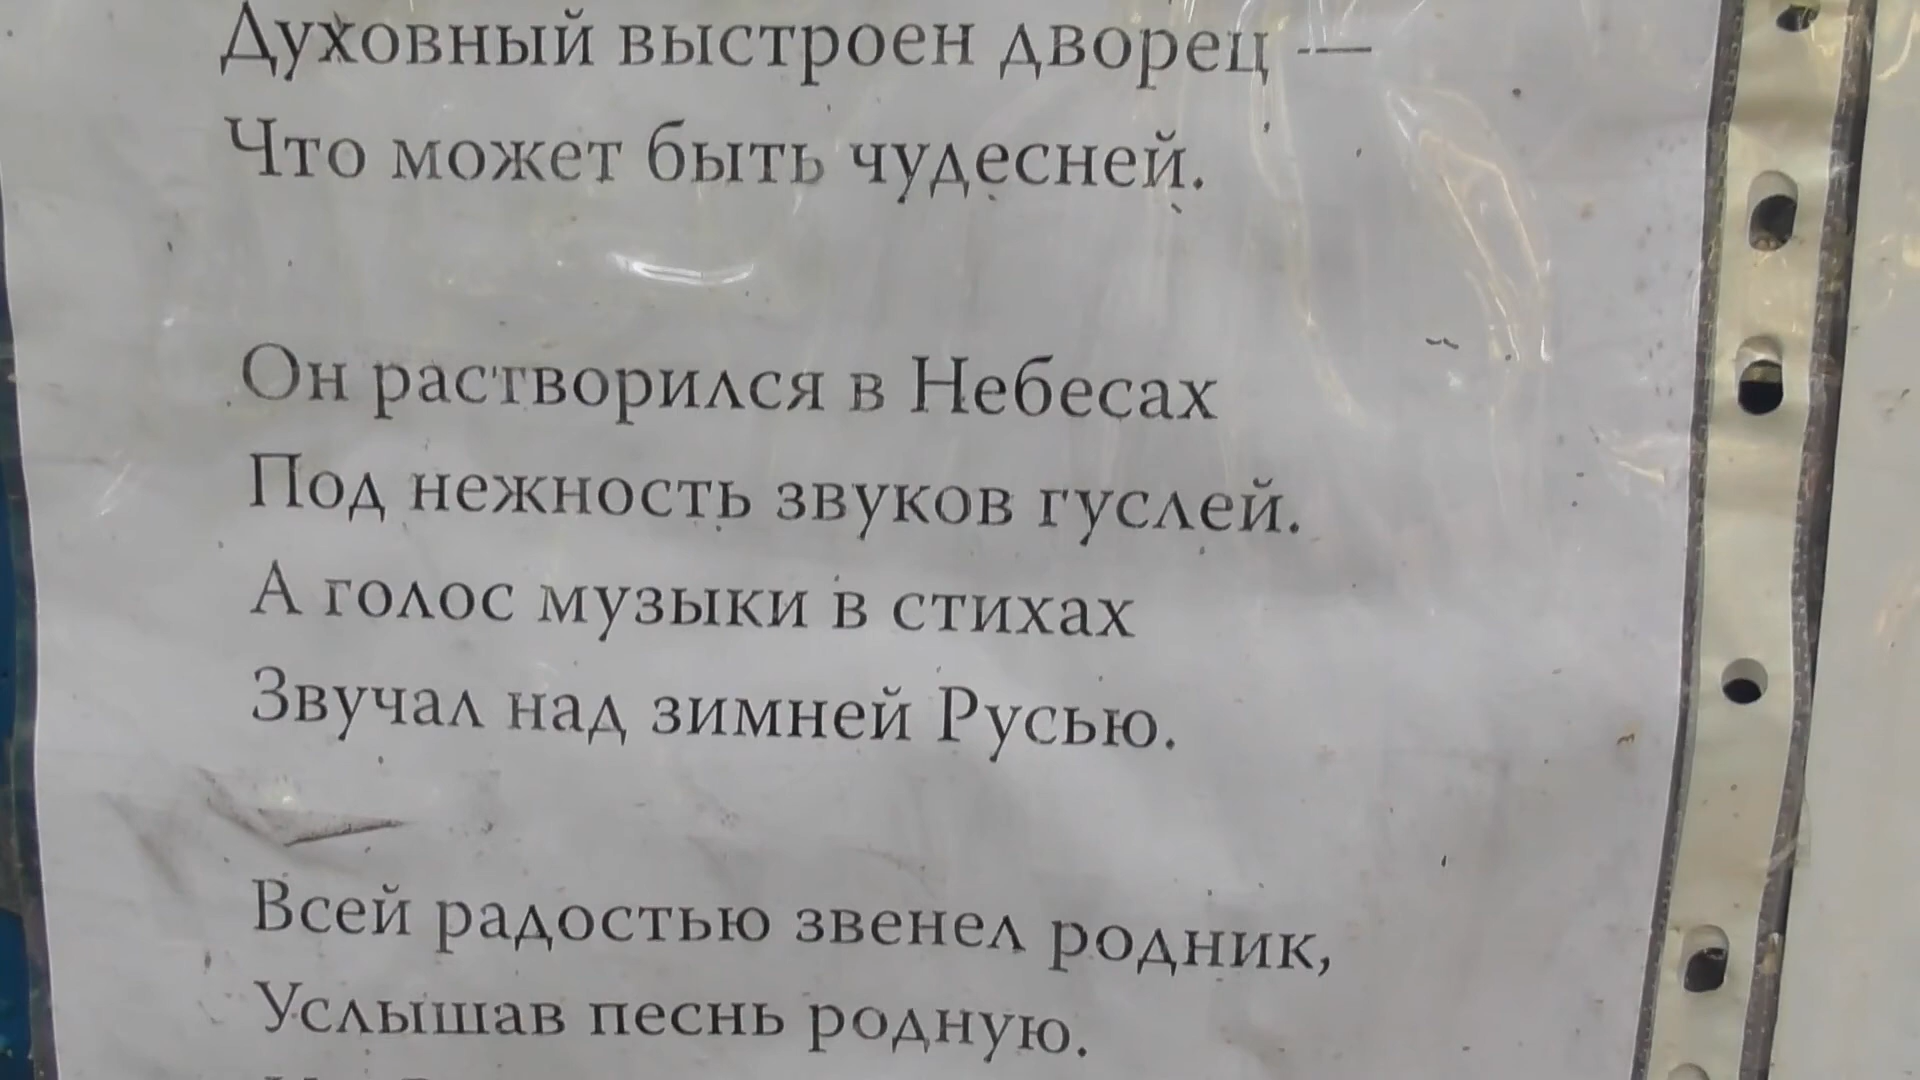 Духовный выстроен дворец —
Что может быть чудесней.
Он растворился в Небесах
Под нежность звуков гуслей.
А голос музыки в стихах
Звучал над зимней Русью.
Всей радостью звенел родник,
Услышав песнь родную.